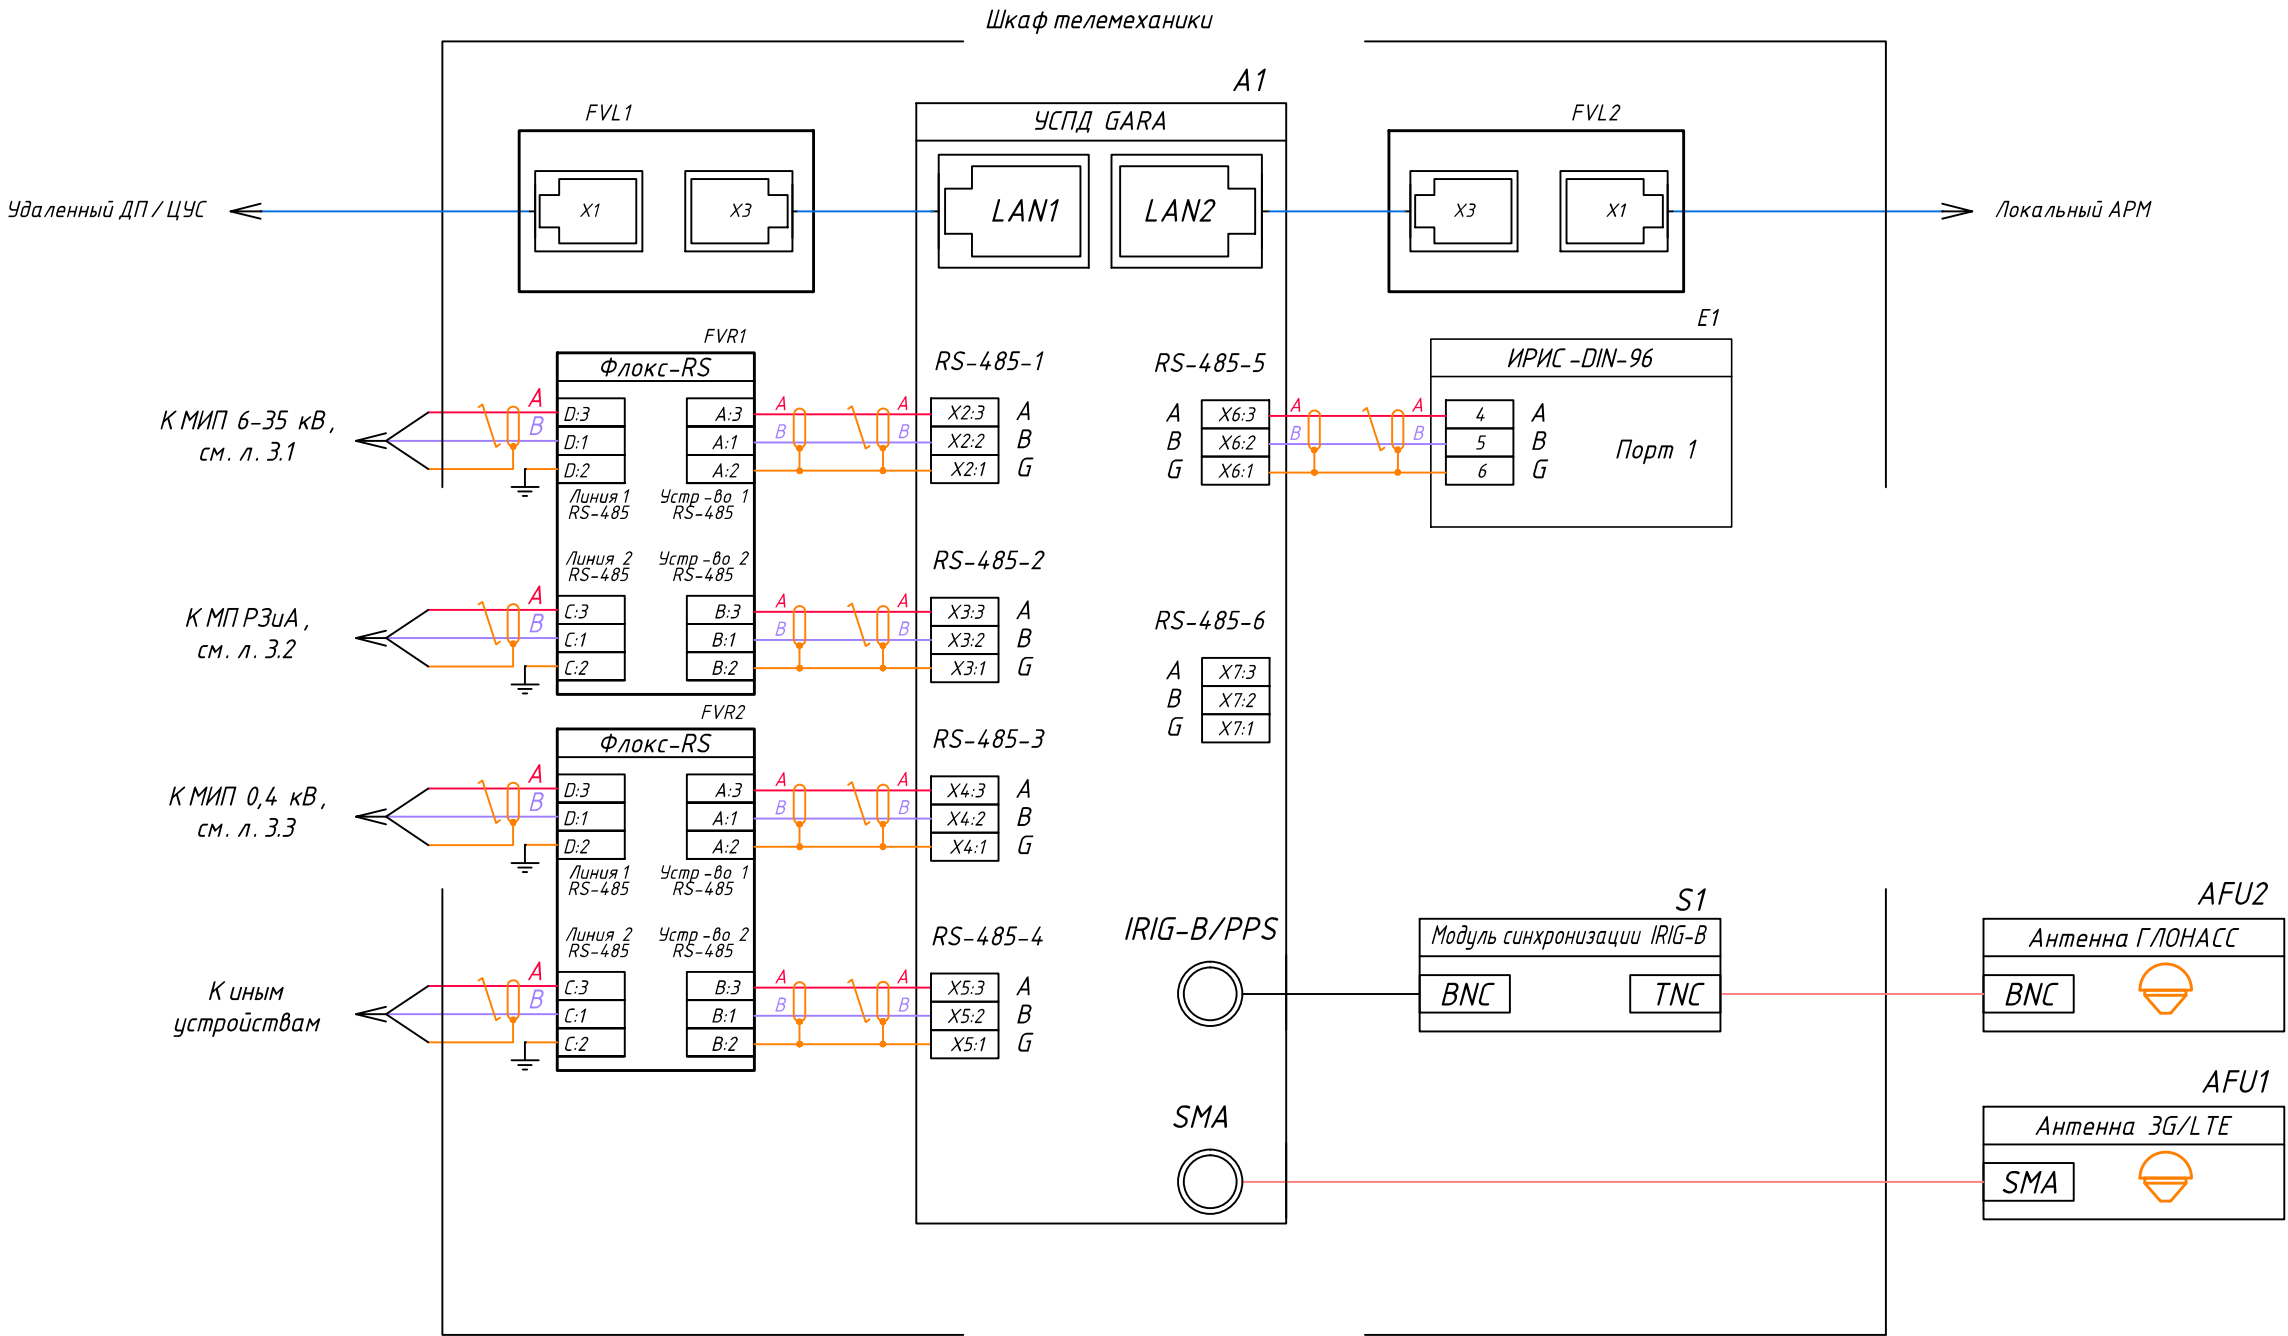 Шкаф телемеханики
A1
FVL1
УСПД GARA
FVL2
Удаленный ДП / ЦУС
X1
X3
LAN1
LAN2
X3
X1
Локальный АРМ
FVR1
Флокс-RS
К МИП 6-35 кВ,
см. л. 3.1
A
B
D:3
D:1
D:2
A:3
A:1
A:2
Линия 1
RS-485
Устр-во 1
RS-485
A
B
A
B
RS-485-1
X2:3
X2:2
X2:1
A
B
G
RS-485-5
A
B
G
X6:3
X6:2
X6:1
A
B
A
B
E1
ИРИС-DIN-96
4
5
6
A
B
G
Порт 1
Линия 2
RS-485
Устр-во 2
RS-485
К МП РЗиА,
см. л. 3.2
A
B
C:3
C:1
C:2
B:3
B:1
B:2
A
B
A
B
RS-485-2
X3:3
X3:2
X3:1
A
B
G
RS-485-6
A
B
G
X7:3
X7:2
X7:1
FVR2
Флокс-RS
К МИП 0,4 кВ,
см. л. 3.3
A
B
D:3
D:1
D:2
A:3
A:1
A:2
Линия 1
RS-485
Устр-во 1
RS-485
A
B
A
B
RS-485-3
X4:3
X4:2
X4:1
A
B
G
Линия 2
RS-485
Устр-во 2
RS-485
К иным
устройствам
A
B
C:3
C:1
C:2
B:3
B:1
B:2
A
B
A
B
RS-485-4
X5:3
X5:2
X5:1
A
B
G
IRIG-B/PPS
S1
Модуль синхронизации IRIG-B
BNC
TNC
AFU2
Антенна ГЛОНАСС
BNC
SMA
AFU1
Антенна 3G/LTE
SMA